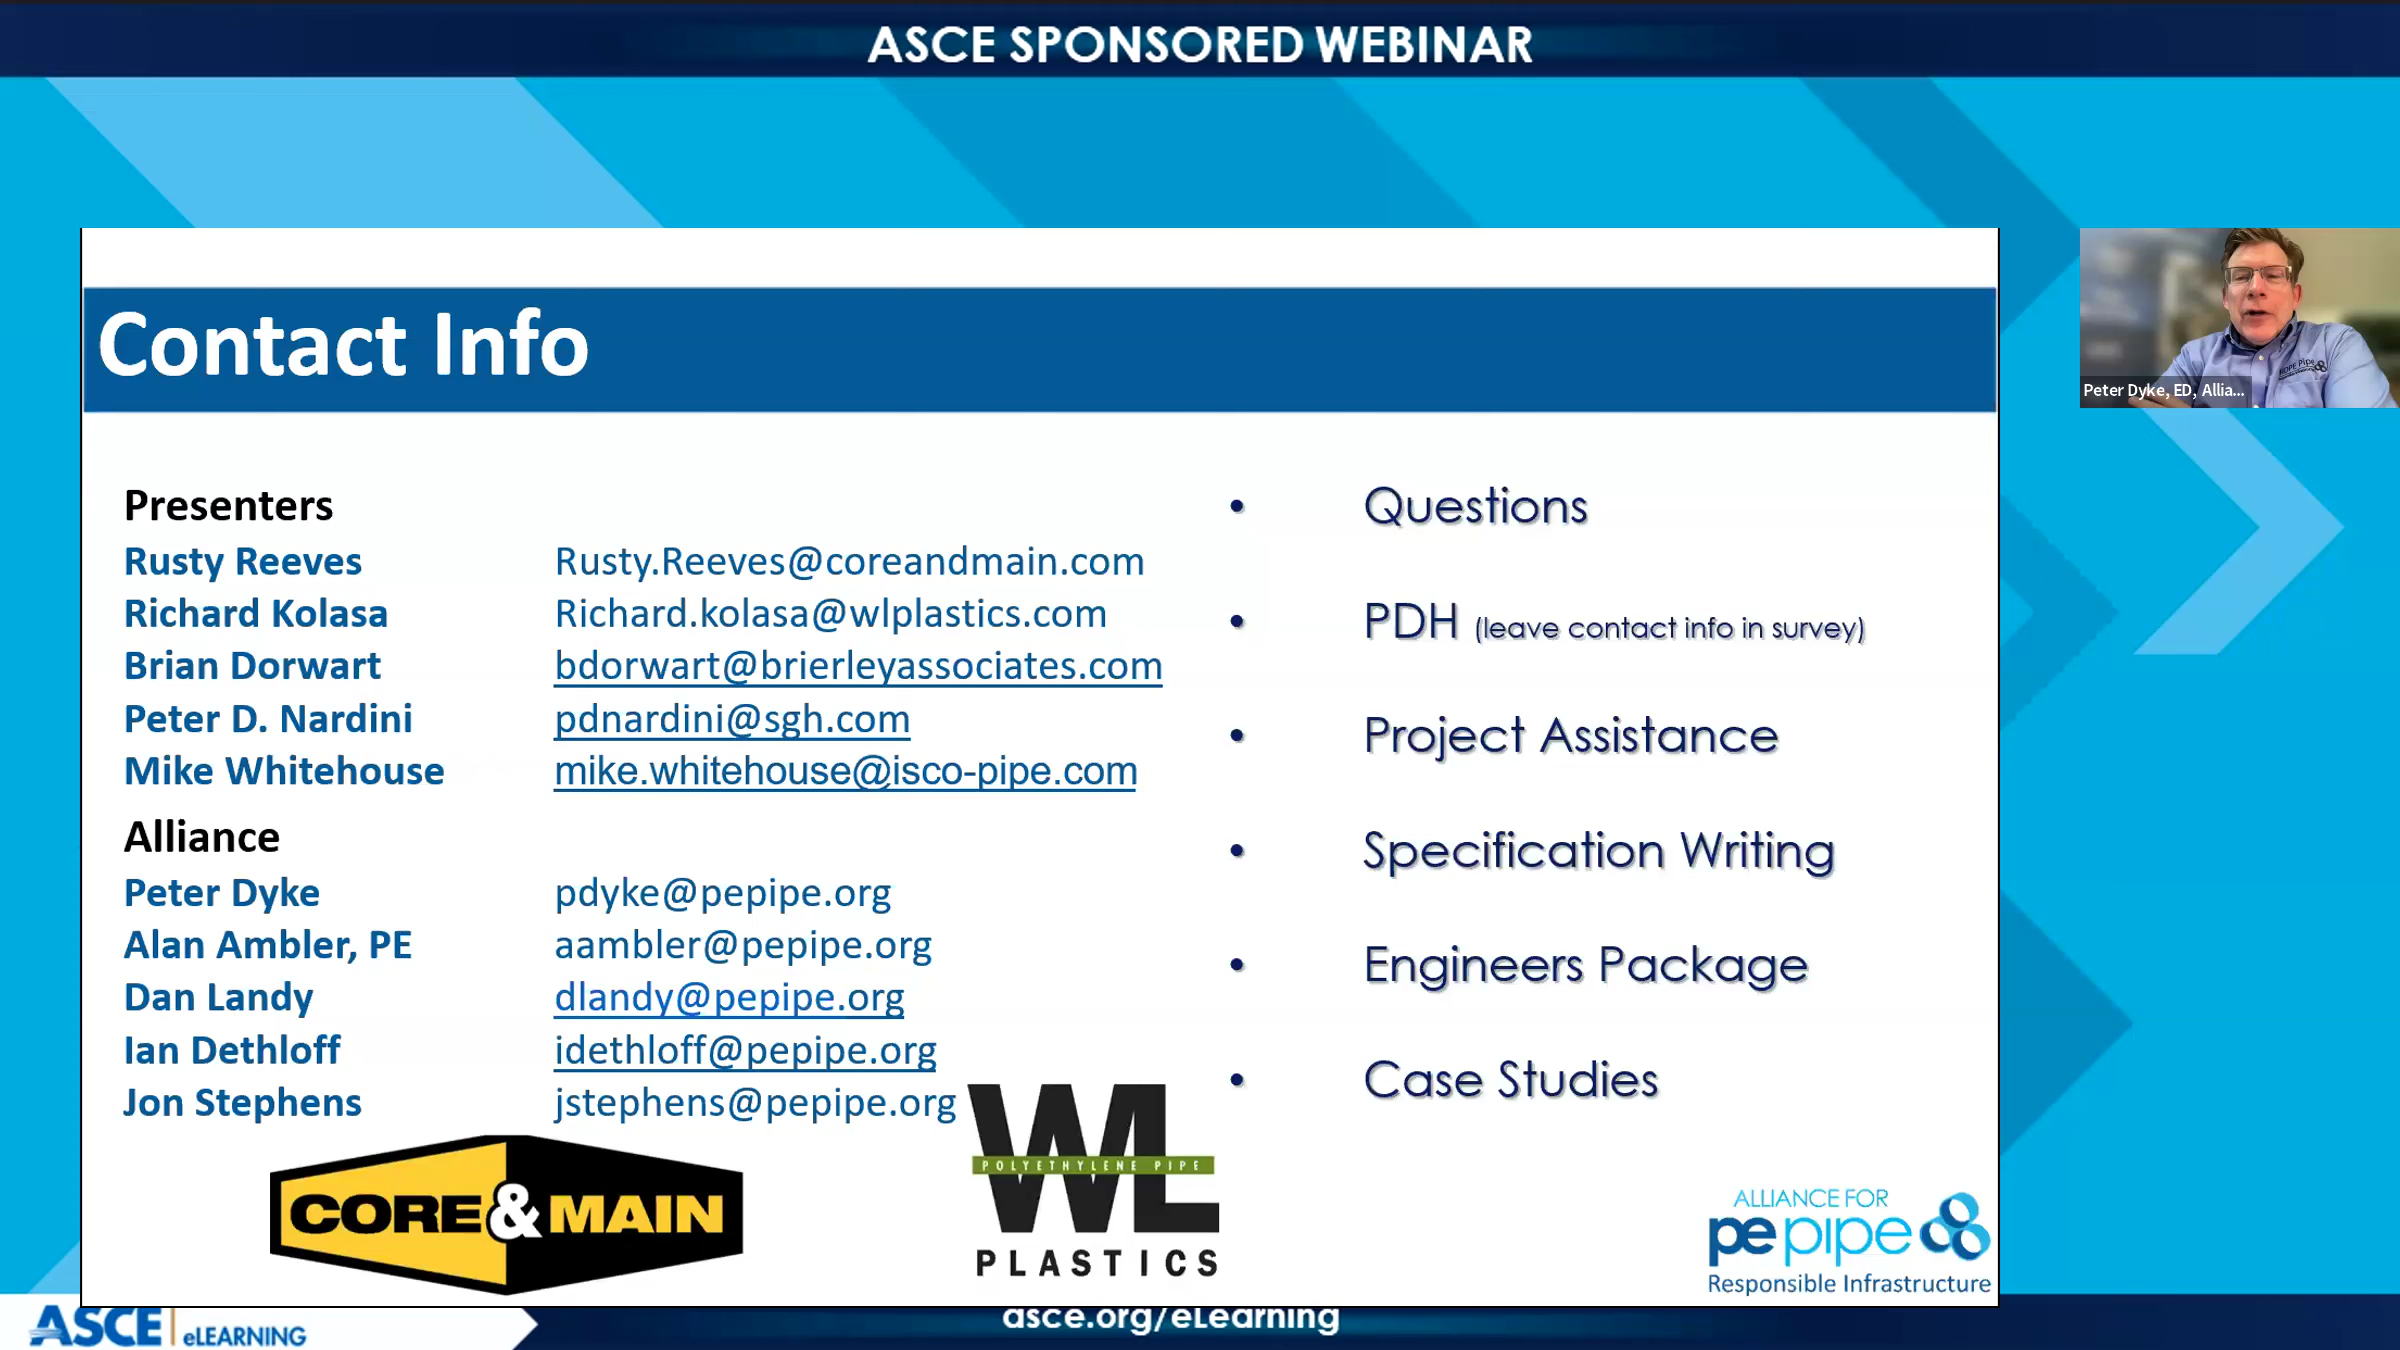 ASCE SPONSORED WEBINAR
Contact Info
Presenters
Rusty Reeves Rusty.Reeves@coreandmain.com
Richard Kolasa Richard.kolasa@wlplastics.com
Brian Dorwart bdorwart@brierleyassociates.com
Peter D. Nardini pdnardini@sgh.com
Mike Whitehouse mike.whitehouse@isco-pipe.com
Alliance
Peter Dyke pdyke@pepipe.org
Alan Ambler, PE aambler@pepipe.org
Dan Landy dlandy@pepipe.org
Ian Dethloff idethloff@pepipe.org
Jon Stephens jstephens@pepipe.org
• Questions
• PDH (leave contact info in survey)
• Project Assistance
• Specification Writing
• Engineers Package
• Case Studies
CORE & MAIN
WL
POLYETHYLENE PIPE
PLASTICS
ALLIANCE FOR
pepipe
Responsible Infrastructure
PE Pipe
Peter Dyke, ED, Allia...
ASCE | eLEARNING
asce.org/eLearning